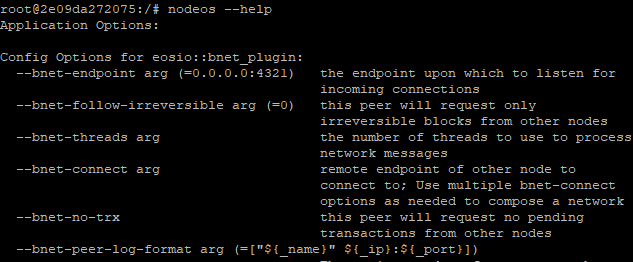 root@2e09da272075:/# nodeos --help
Application Options:
Config Options for eosio::bnet_plugin:
--bnet-endpoint arg (=0.0.0.0:4321) the endpoint upon which to listen for
incoming connections
--bnet-follow-irreversible arg (=0) this peer will request only
irreversible blocks from other nodes
--bnet-threads arg the number of threads to use to process
network messages
--bnet-connect arg remote endpoint of other node to
connect to; Use multiple bnet-connect
options as needed to compose a network
--bnet-no-trx this peer will request no pending
transactions from other nodes
--bnet-peer-log-format arg (=["${_name}" ${_ip}:${_port}])